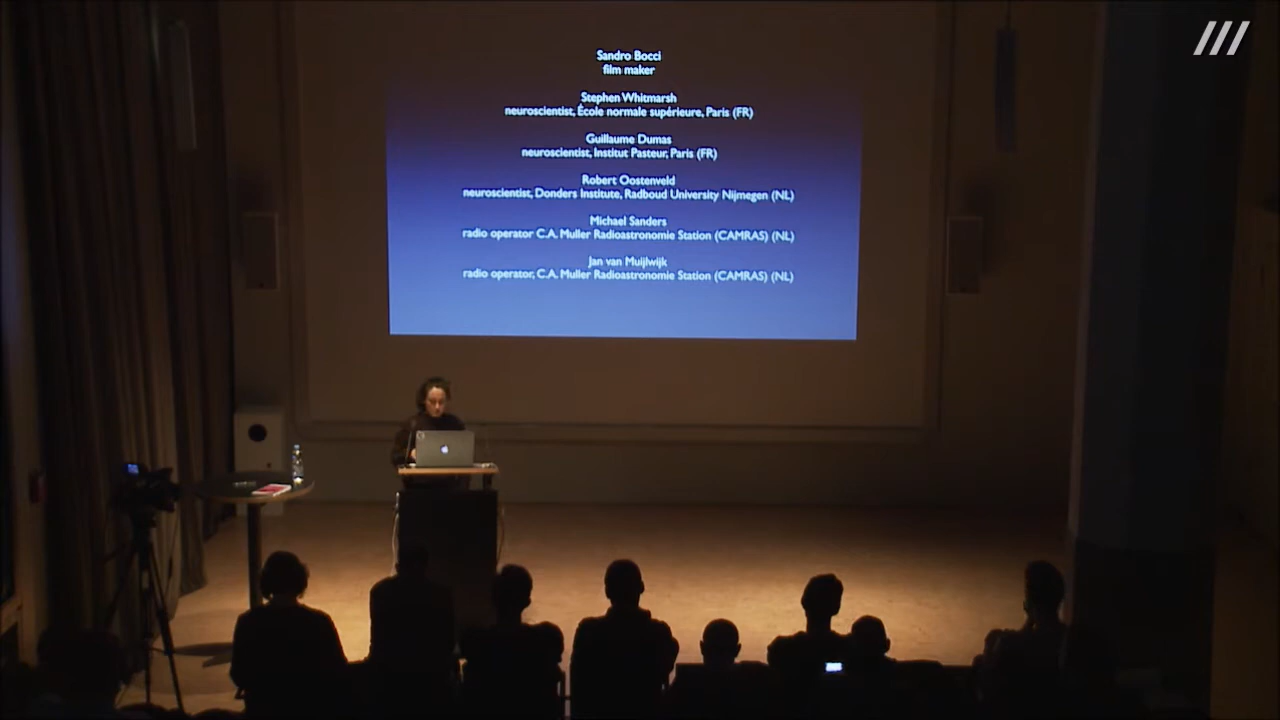 Sandro Bocci
film maker
Stephen Whitmarsh
neuroscientist, École normale supérieure, Paris (FR)
Guillaume Dumas
neuroscientist, Institut Pasteur, Paris (FR)
Robert Oostenveld
neuroscientist, Donders Institute, Radboud University Nijmegen (NL)
Michael Sanders
radio operator C.A. Muller Radioastronomie Station (CAMRAS) (NL)
Jan van Muijlwijk
radio operator, C.A. Muller Radioastronomie Station (CAMRAS) (NL)